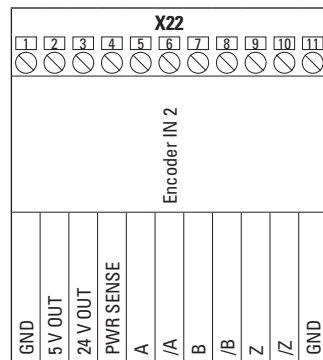 X22
1 2 3 4 5 6 7 8 9 10 11
Encoder IN 2
GND
5 V OUT
24 V OUT
PWR SENSE
A
/A
B
/B
Z
/Z
GND